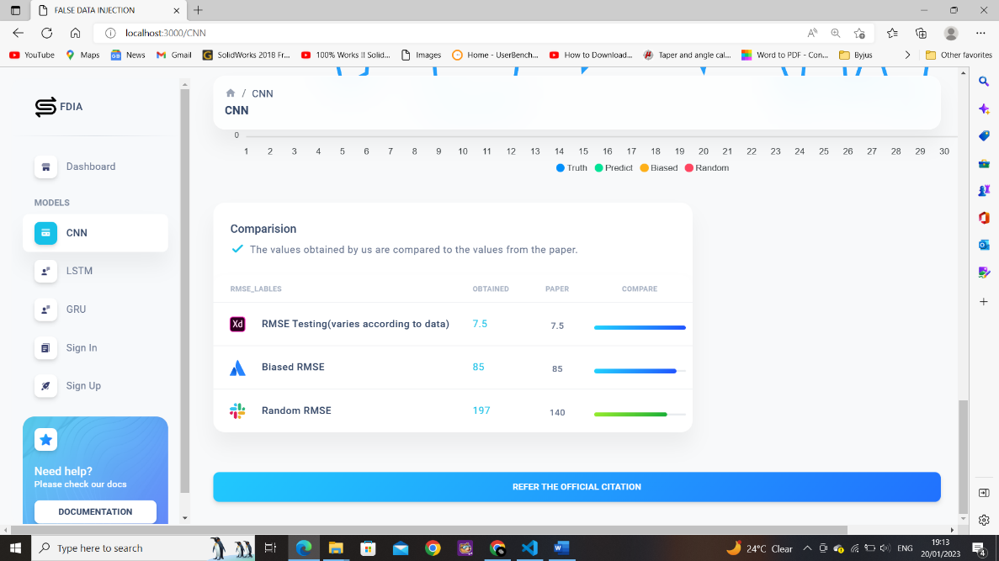 FALSE DATA INJECTION
localhost:3000/CNN
YouTube Maps News Gmail SolidWorks 2018 Fr... 100% Works !! Solid... Images Home - UserBench... How to Download... Taper and angle cal... Word to PDF - Con... Byjus Other favorites
FDIA
Dashboard
MODELS
CNN
LSTM
GRU
Sign In
Sign Up
Need help?
Please check our docs
DOCUMENTATION
/ CNN
CNN
0
1 2 3 4 5 6 7 8 9 10 11 12 13 14 15 16 17 18 19 20 21 22 23 24 25 26 27 28 29 30
Truth Predict Biased Random
Comparision
The values obtained by us are compared to the values from the paper.
RMSE_LABLES OBTAINED PAPER COMPARE
Xd RMSE Testing(varies according to data) 7.5 7.5
Biased RMSE 85 85
Random RMSE 197 140
REFER THE OFFICIAL CITATION
Type here to search
24°C Clear
ENG
19:13
20/01/2023
4